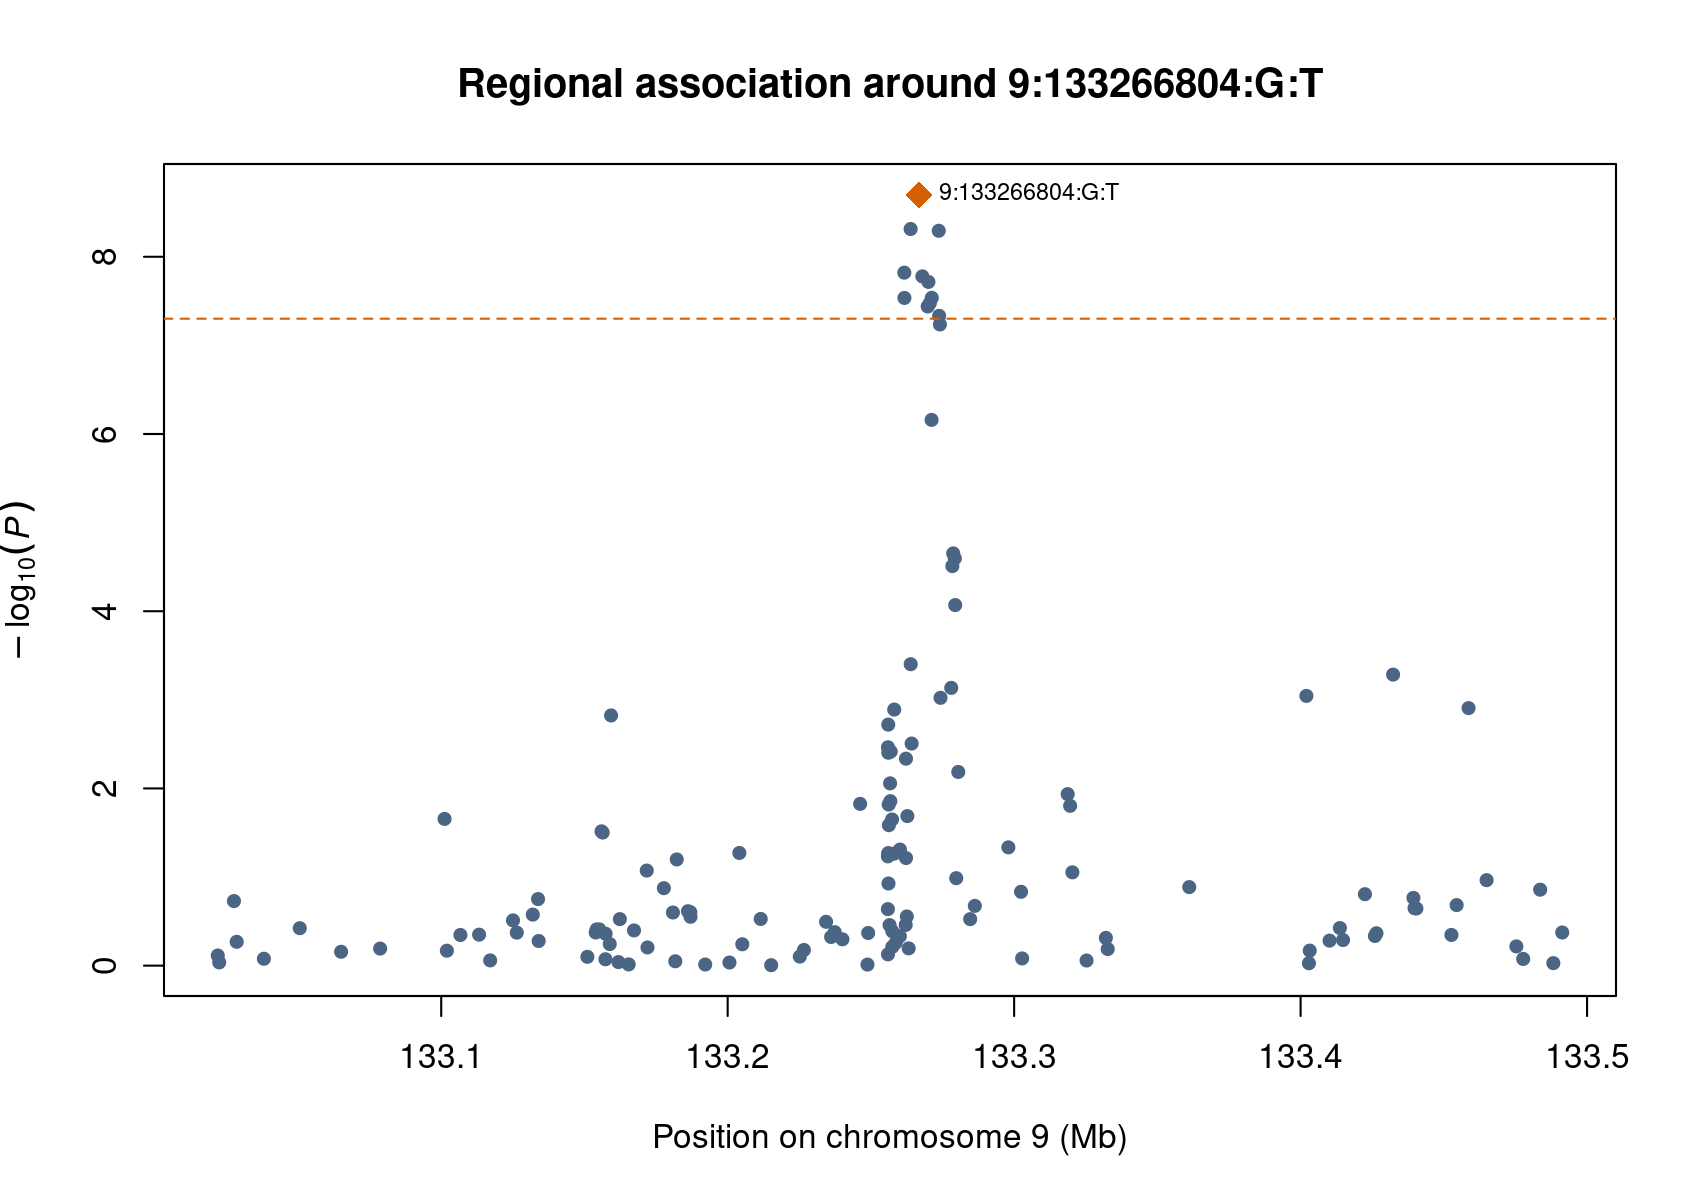 Regional association around 9:133266804:G:T
9:133266804:G:T
8
6
4
2
0
− log10(P)
133.1 133.2 133.3 133.4 133.5
Position on chromosome 9 (Mb)